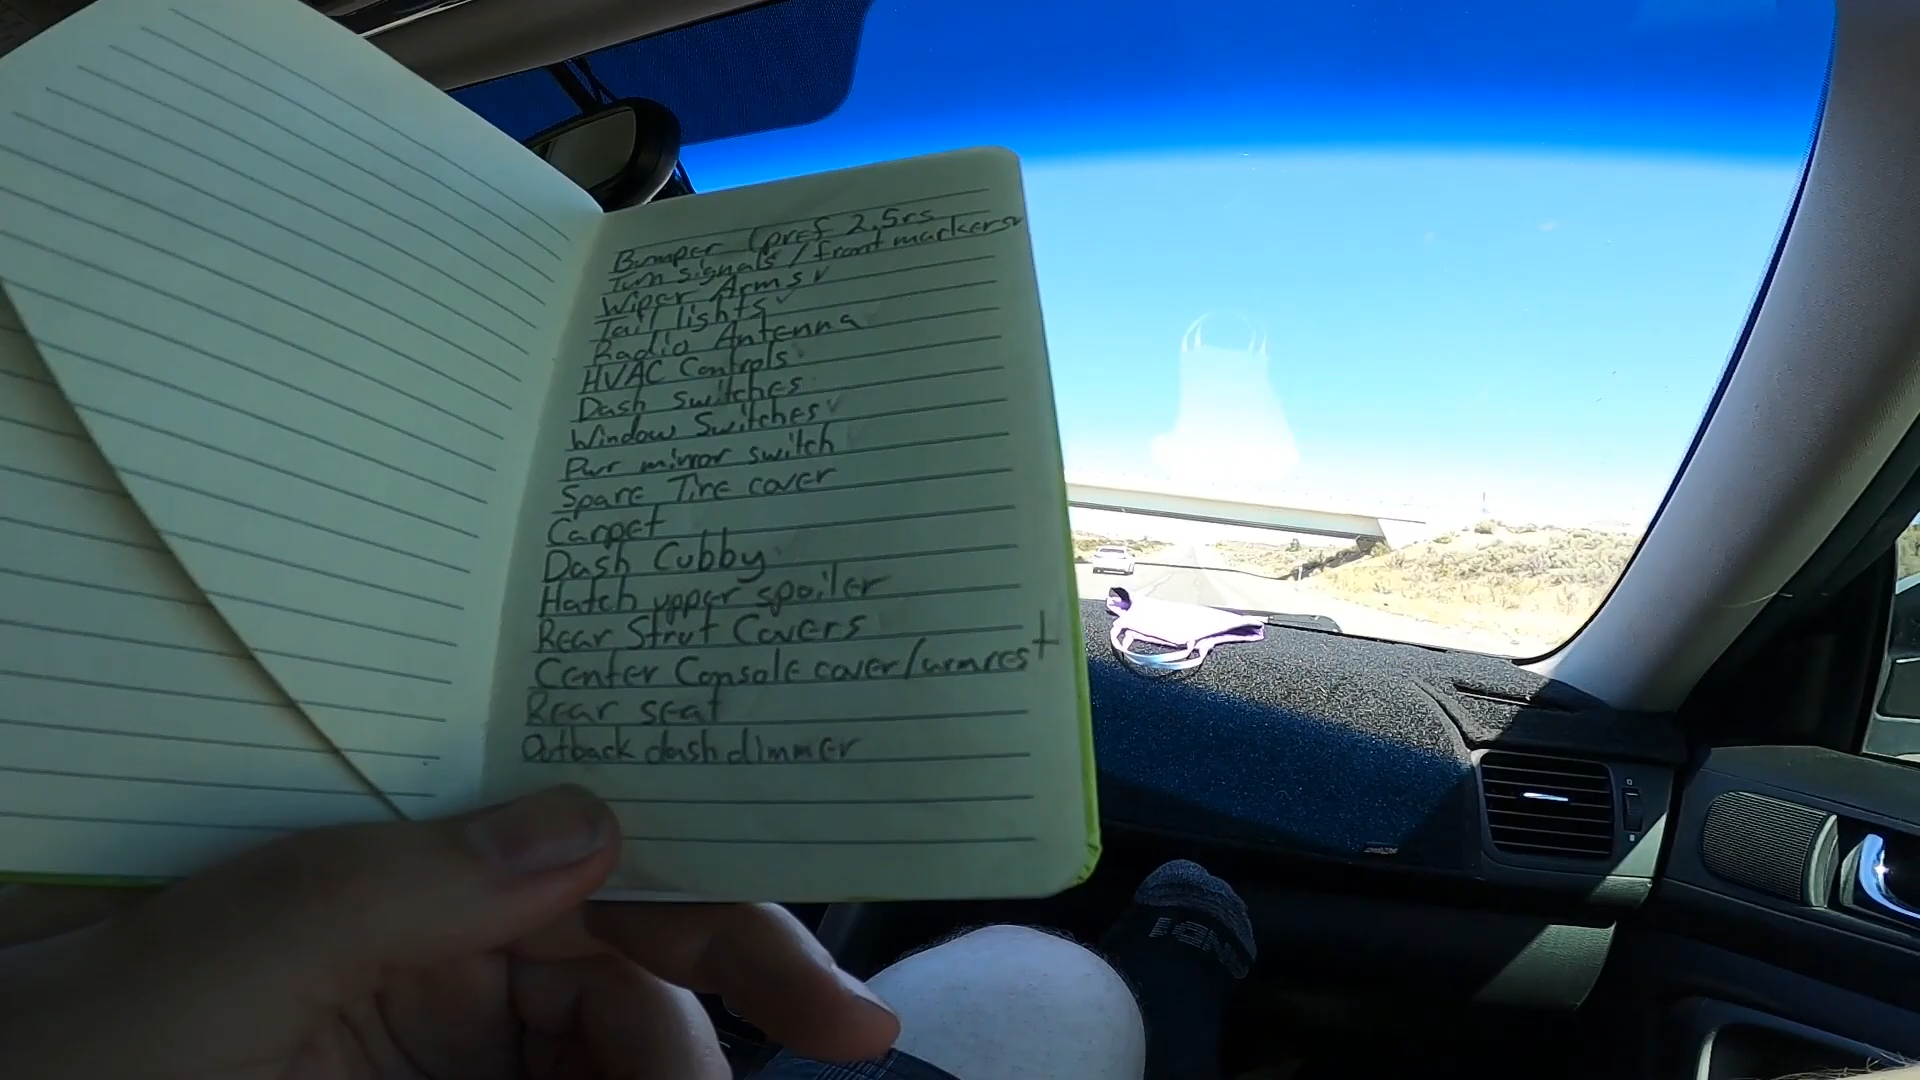 Bumper (pref 2.5rs
Turn signals / front markers✓
Wiper Arms ✓
Tail lights ✓
Radio Antenna
HVAC Controls
Dash switches
Window Switches ✓
Pwr mirror switch
Spare Tire cover
Carpet
Dash Cubby
Hatch upper spoiler
Rear Strut Covers
Center Console cover/armrest
Rear seat
Outback dash dimmer